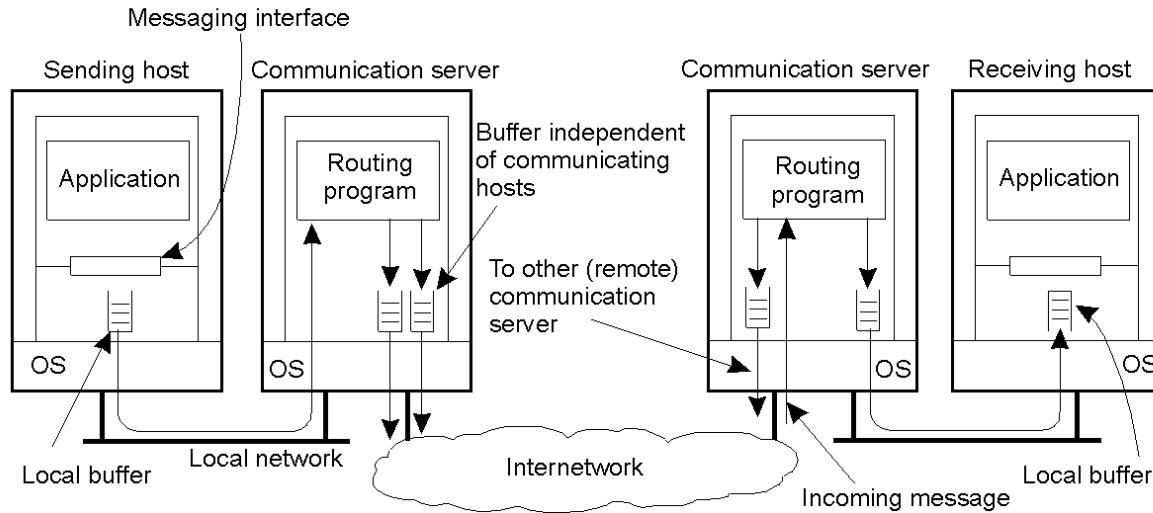 Messaging interface
Sending host
Communication server
Communication server
Receiving host
Buffer independent
of communicating
hosts
Application
Routing
program
Routing
program
Application
To other (remote)
communication
server
OS
OS
OS
OS
Local buffer
Local network
Internetwork
Incoming message
Local buffer